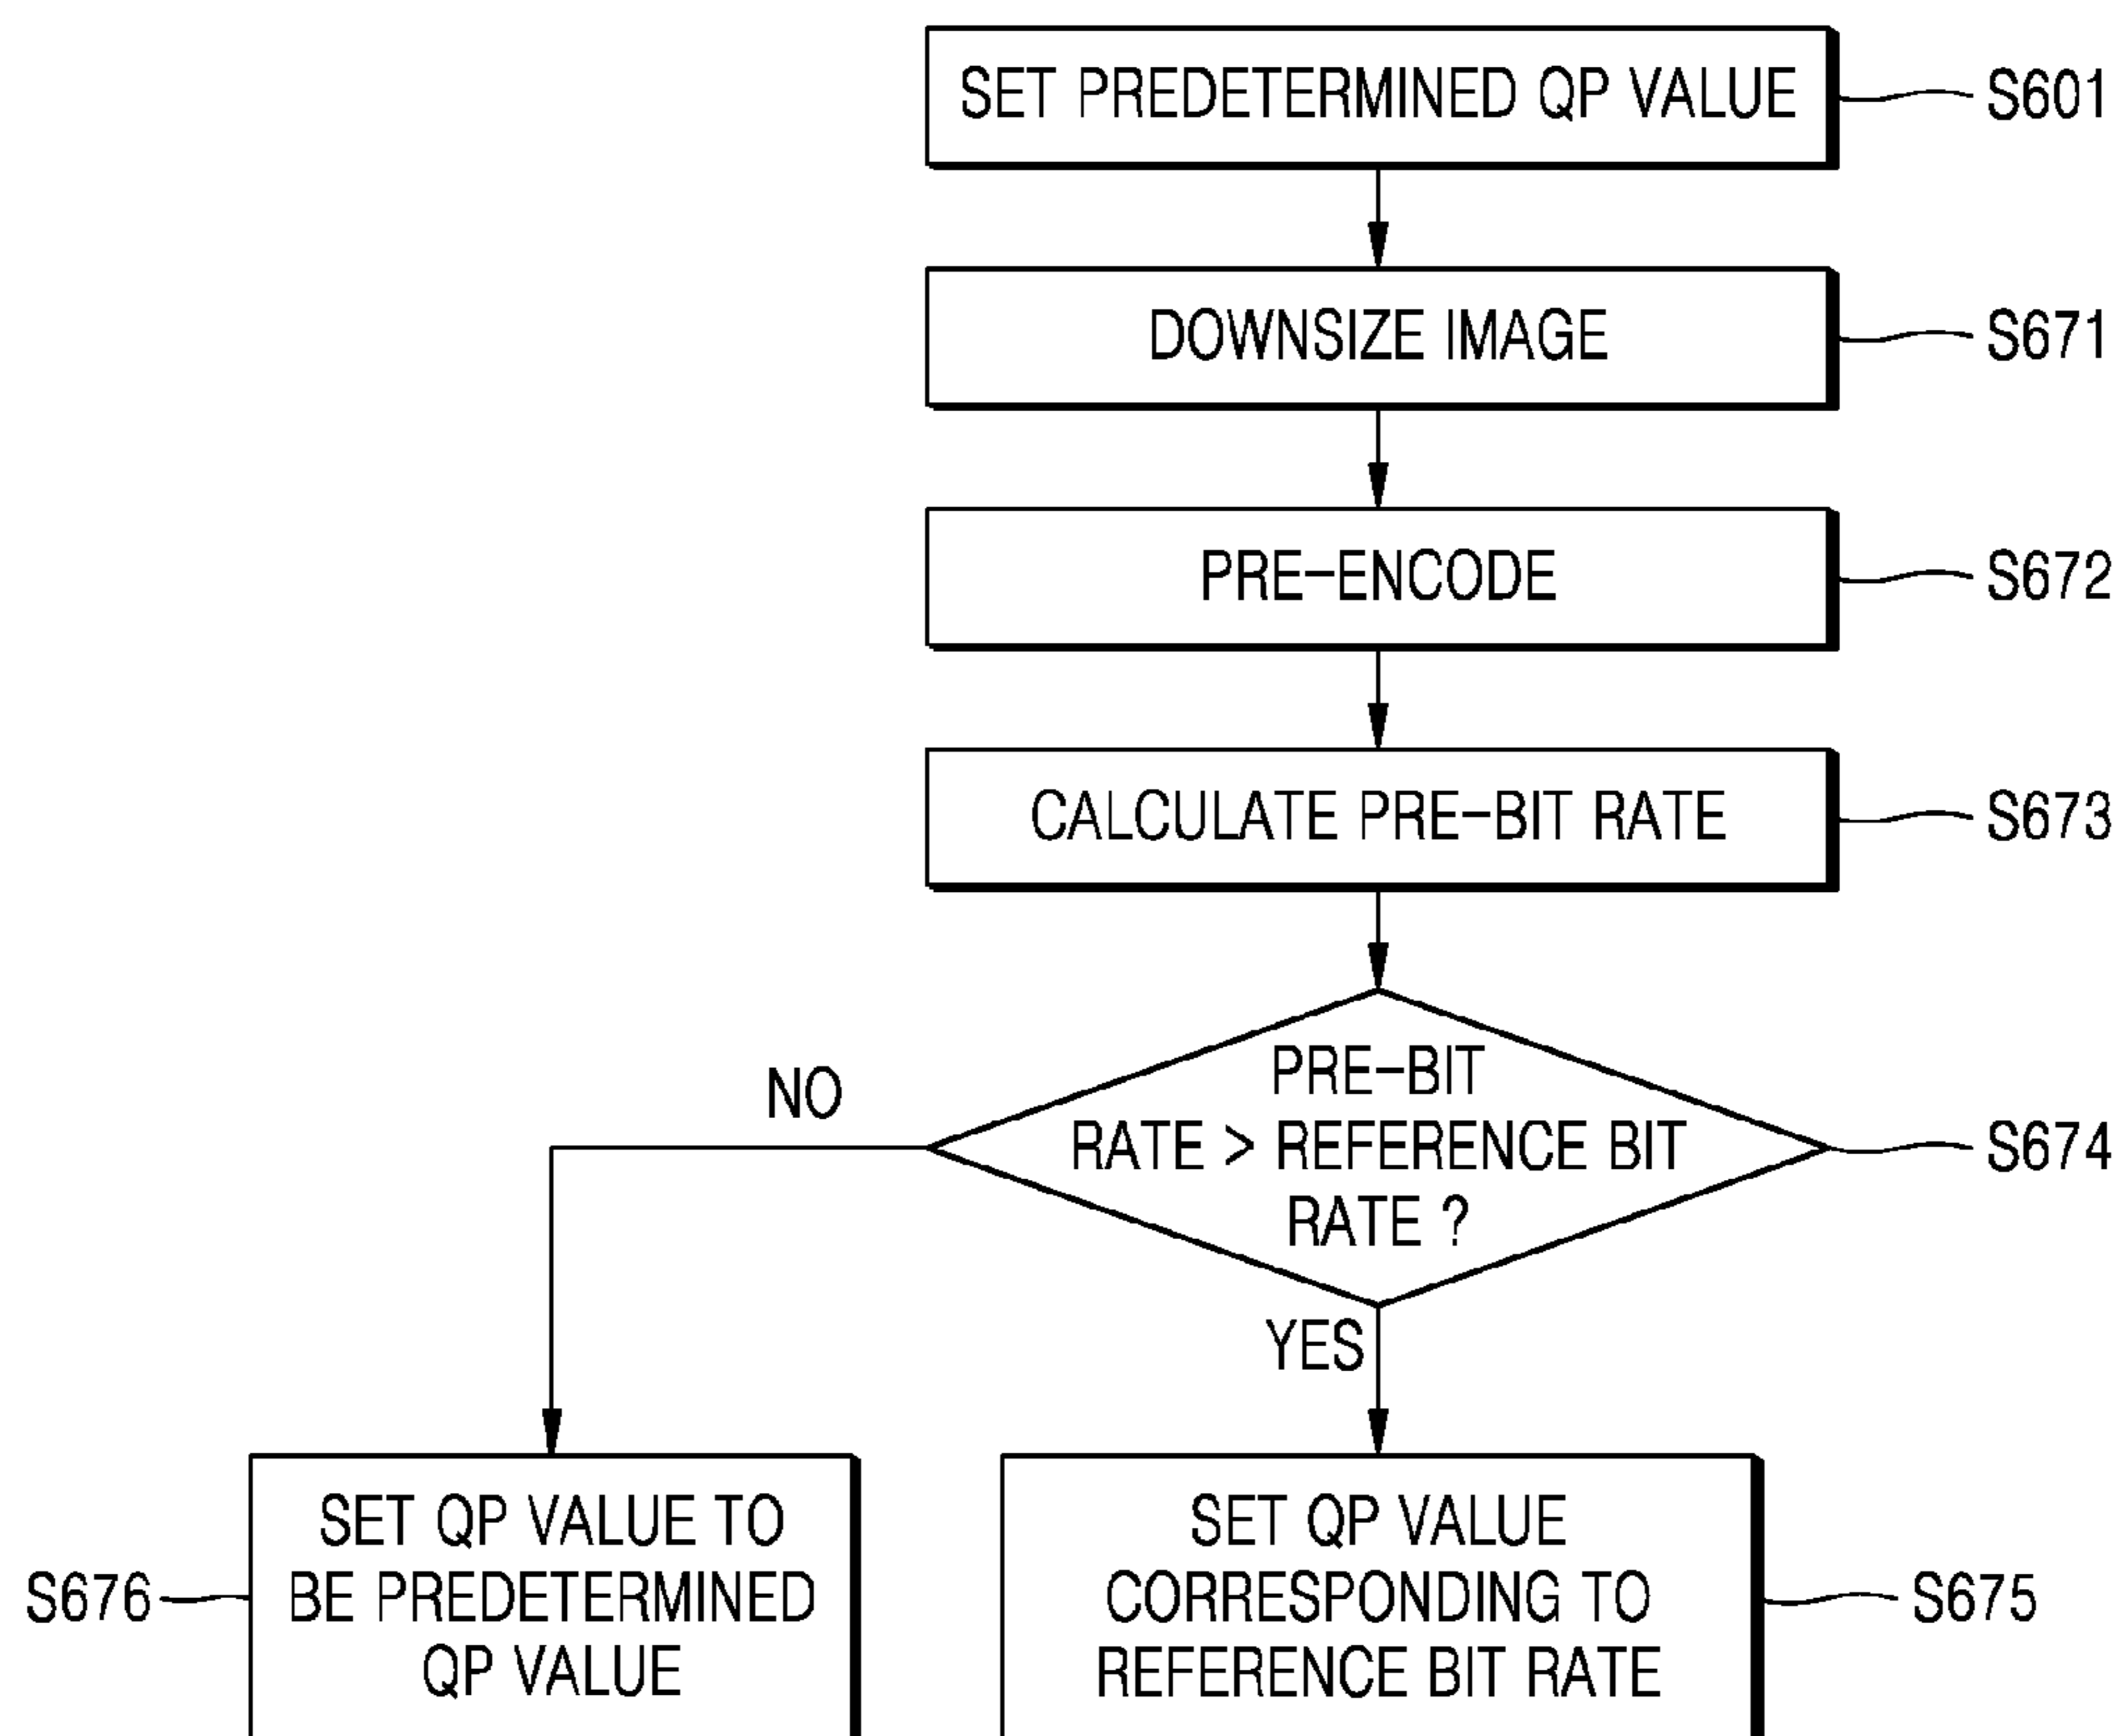 SET PREDETERMINED QP VALUE
S601
DOWNSIZE IMAGE
S671
PRE-ENCODE
S672
CALCULATE PRE-BIT RATE
S673
PRE-BIT
RATE > REFERENCE BIT
RATE ?
S674
NO
YES
S676
SET QP VALUE TO
BE PREDETERMINED
QP VALUE
SET QP VALUE
CORRESPONDING TO
REFERENCE BIT RATE
S675